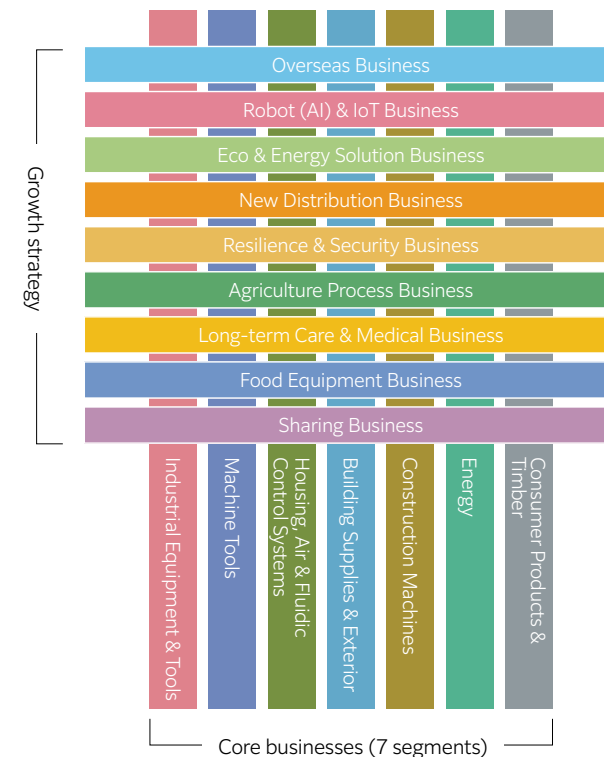 Overseas Business
Robot (AI) & IoT Business
Eco & Energy Solution Business
New Distribution Business
Resilience & Security Business
Agriculture Process Business
Long-term Care & Medical Business
Food Equipment Business
Sharing Business
Growth strategy
Industrial Equipment & Tools
Machine Tools
Housing, Air & Fluidic
Control Systems
Building Supplies & Exterior
Construction Machines
Energy
Consumer Products &
Timber
Core businesses (7 segments)